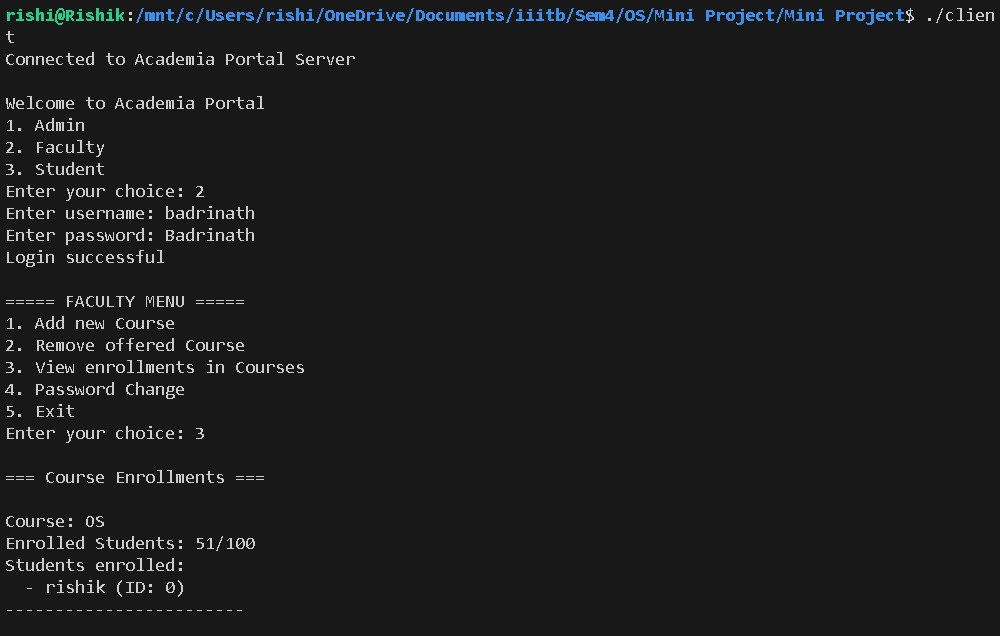 rishi@Rishik:/mnt/c/Users/rishi/OneDrive/Documents/iiitb/Sem4/OS/Mini Project/Mini Project$ ./clien
t
Connected to Academia Portal Server
Welcome to Academia Portal
1. Admin
2. Faculty
3. Student
Enter your choice: 2
Enter username: badrinath
Enter password: Badrinath
Login successful
===== FACULTY MENU =====
1. Add new Course
2. Remove offered Course
3. View enrollments in Courses
4. Password Change
5. Exit
Enter your choice: 3
=== Course Enrollments ===
Course: OS
Enrolled Students: 51/100
Students enrolled:
  - rishik (ID: 0)
------------------------